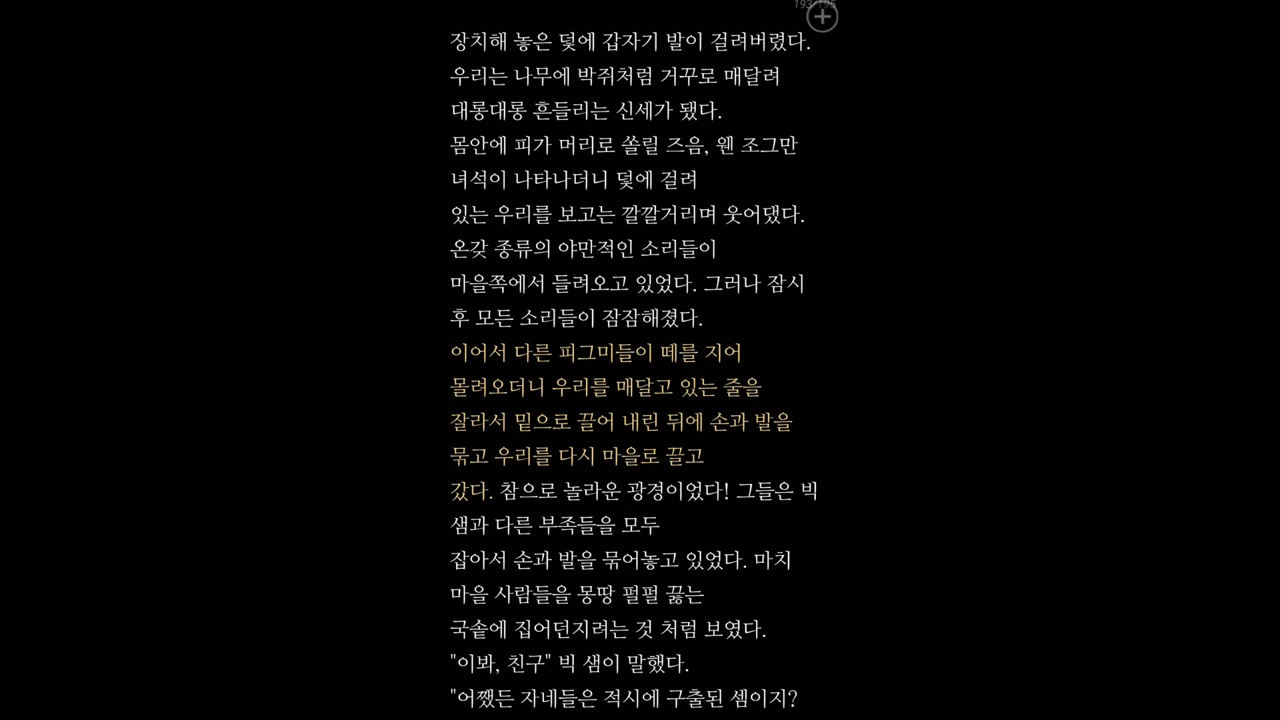 193/195
장치해 놓은 덫에 갑자기 발이 걸려버렸다.
우리는 나무에 박쥐처럼 거꾸로 매달려
대롱대롱 흔들리는 신세가 됐다.
몸안에 피가 머리로 쏠릴 즈음, 웬 조그만
녀석이 나타나더니 덫에 걸려
있는 우리를 보고는 깔깔거리며 웃어댔다.
온갖 종류의 야만적인 소리들이
마을쪽에서 들려오고 있었다. 그러나 잠시
후 모든 소리들이 잠잠해졌다.
이어서 다른 피그미들이 떼를 지어
몰려오더니 우리를 매달고 있는 줄을
잘라서 밑으로 끌어 내린 뒤에 손과 발을
묶고 우리를 다시 마을로 끌고
갔다. 참으로 놀라운 광경이었다! 그들은 빅
샘과 다른 부족들을 모두
잡아서 손과 발을 묶어놓고 있었다. 마치
마을 사람들을 몽땅 펄펄 끓는
국솥에 집어던지려는 것 처럼 보였다.
"이봐, 친구" 빅 샘이 말했다.
"어쨌든 자네들은 적시에 구출된 셈이지?